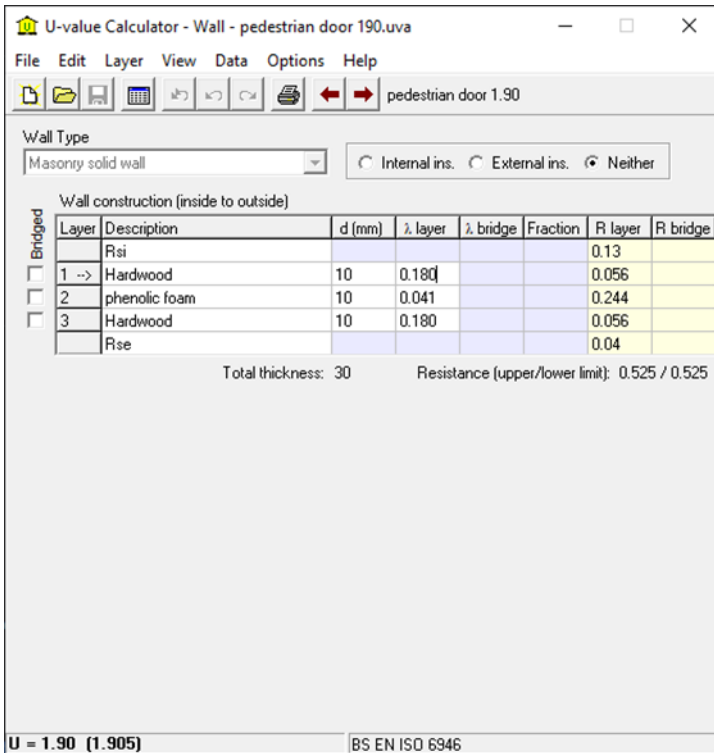 U-value Calculator - Wall - pedestrian door 190.uva
File Edit Layer View Data Options Help
pedestrian door 1.90
Wall Type
Masonry solid wall
Internal ins. External ins. Neither
Wall construction (inside to outside)
Bridged
Layer Description d (mm) λ layer λ bridge Fraction R layer R bridge
Rsi 0.13
1 --> Hardwood 10 0.180 0.056
2 phenolic foam 10 0.041 0.244
3 Hardwood 10 0.180 0.056
Rse 0.04
Total thickness: 30 Resistance (upper/lower limit): 0.525 / 0.525
U = 1.90 (1.905) BS EN ISO 6946